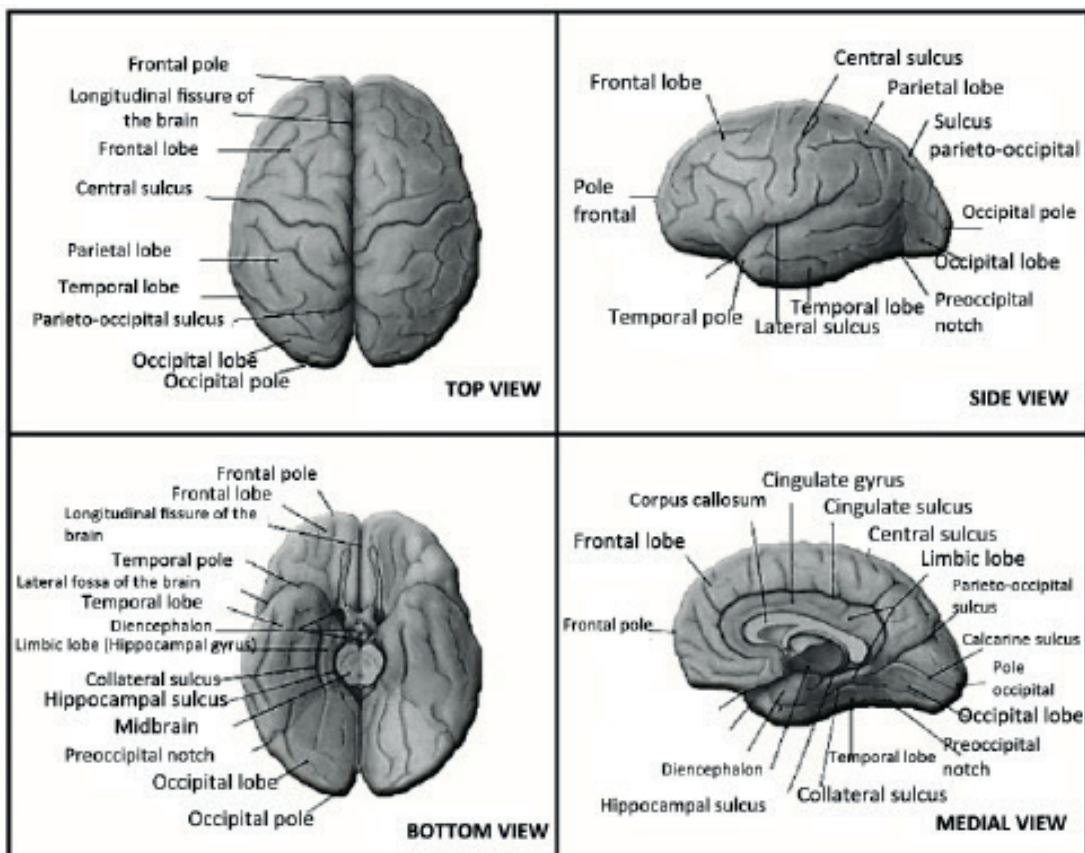 Frontal pole
Longitudinal fissure of
the brain
Frontal lobe
Central sulcus
Parietal lobe
Temporal lobe
Parieto-occipital sulcus
Occipital lobe
Occipital pole
TOP VIEW
Central sulcus
Frontal lobe
Parietal lobe
Sulcus
parieto-occipital
Pole
frontal
Occipital pole
Occipital lobe
Temporal pole
Temporal lobe
Lateral sulcus
Preoccipital
notch
SIDE VIEW
Frontal pole
Frontal lobe
Longitudinal fissure of the
brain
Temporal pole
Lateral fossa of the brain
Temporal lobe
Diencephalon
Limbic lobe (Hippocampal gyrus)
Collateral sulcus
Hippocampal sulcus
Midbrain
Preoccipital notch
Occipital lobe
Occipital pole
BOTTOM VIEW
Cingulate gyrus
Corpus callosum
Cingulate sulcus
Central sulcus
Frontal lobe
Limbic lobe
Parieto-occipital
sulcus
Frontal pole
Calcarine sulcus
Pole
occipital
Occipital lobe
Preoccipital
notch
Temporal lobe
Diencephalon
Collateral sulcus
Hippocampal sulcus
MEDIAL VIEW